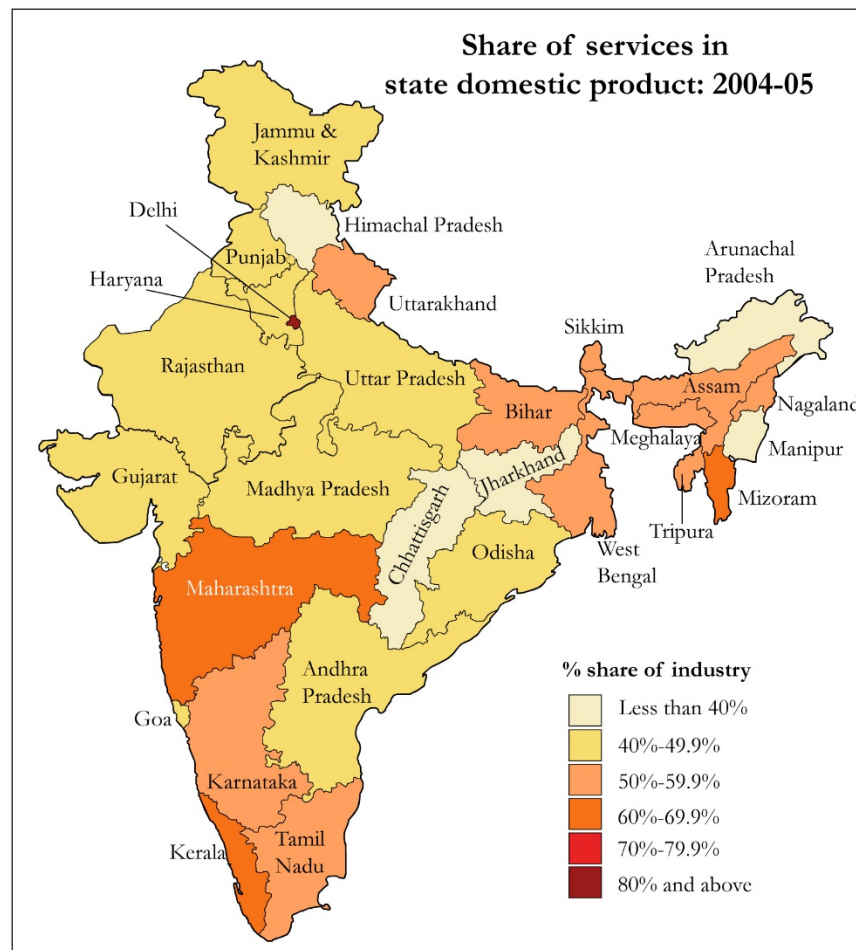 Share of services in
state domestic product: 2004-05
Jammu &
Kashmir
Delhi
Himachal Pradesh
Punjab
Haryana
Uttarakhand
Arunachal
Pradesh
Sikkim
Rajasthan
Uttar Pradesh
Assam
Bihar
Nagaland
Meghalaya
Manipur
Jharkhand
Gujarat
Madhya Pradesh
Mizoram
Chhattisgarh
Tripura
Odisha
West
Bengal
Maharashtra
Andhra
Pradesh
Goa
Karnataka
Kerala
Tamil
Nadu
% share of industry
Less than 40%
40%-49.9%
50%-59.9%
60%-69.9%
70%-79.9%
80% and above